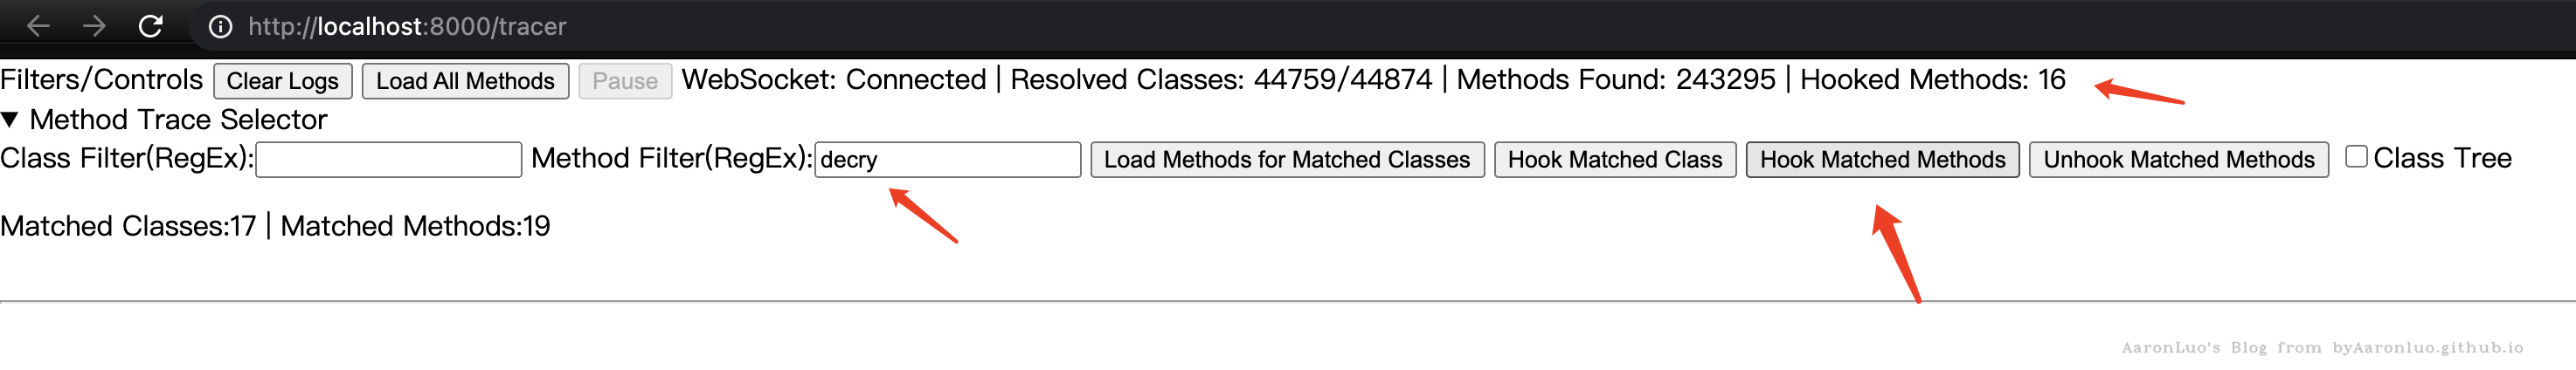 http://localhost:8000/tracer
Filters/Controls Clear Logs Load All Methods Pause WebSocket: Connected | Resolved Classes: 44759/44874 | Methods Found: 243295 | Hooked Methods: 16
▼ Method Trace Selector
Class Filter(RegEx): Method Filter(RegEx): decry Load Methods for Matched Classes Hook Matched Class Hook Matched Methods Unhook Matched Methods Class Tree
Matched Classes:17 | Matched Methods:19
AaronLuo's Blog from byAaronluo.github.io